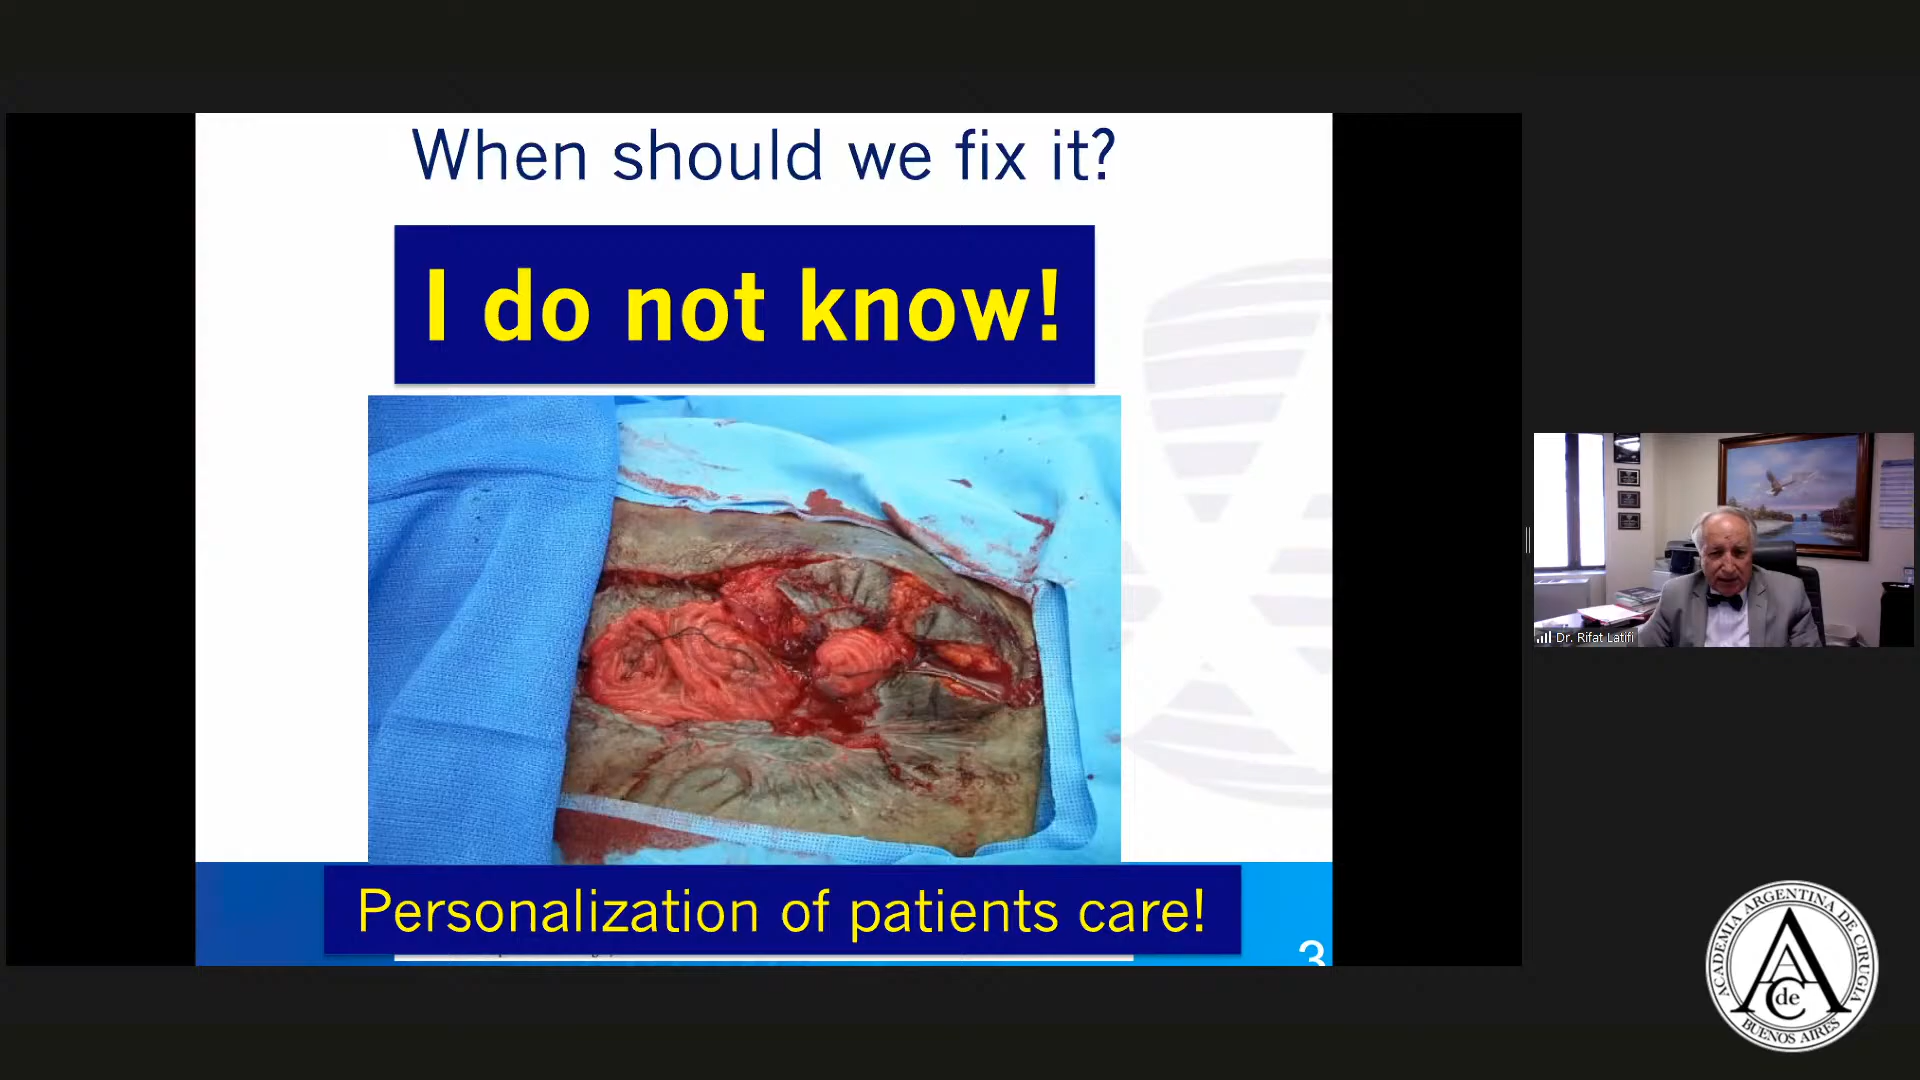 When should we fix it?
I do not know!
Personalization of patients care!
3
Dr. Rifat Latifi
ACADEMIA ARGENTINA DE CIRUGIA
AAC
de
BUENOS AIRES